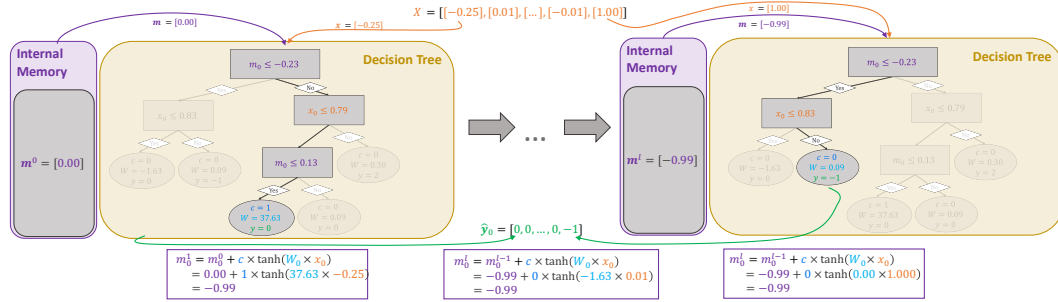 X = [[−0.25], [0.01], [...], [−0.01], [1.00]]
m = [0.00]
x = [−0.25]
x = [1.00]
m = [−0.99]
Internal Memory
m⁰ = [0.00]
Decision Tree
m₀ ≤ −0.23
No
x₀ ≤ 0.83
x₀ ≤ 0.79
c = 0
W = −1.63
y = 0
c = 0
W = 0.09
y = −1
m₀ ≤ 0.13
c = 0
W = 0.30
y = 2
Yes
c = 1
W = 37.63
y = 0
c = 0
W = 0.09
y = 0
...
Internal Memory
mˡ = [−0.99]
Decision Tree
m₀ ≤ −0.23
Yes
x₀ ≤ 0.83
x₀ ≤ 0.79
No
c = 0
W = −1.63
y = 0
c = 0
W = 0.09
y = −1
m₀ ≤ 0.13
c = 0
W = 0.30
y = 2
c = 1
W = 37.63
y = 0
c = 0
W = 0.09
y = 0
ŷ₀ = [0, 0, ..., 0, −1]
m₀¹ = m₀⁰ + c × tanh(W₀ × x₀)
= 0.00 + 1 × tanh(37.63 × −0.25)
= −0.99
m₀ˡ = m₀ˡ⁻¹ + c × tanh(W₀ × x₀)
= −0.99 + 0 × tanh(−1.63 × 0.01)
= −0.99
m₀ˡ = m₀ˡ⁻¹ + c × tanh(W₀ × x₀)
= −0.99 + 0 × tanh(0.00 × 1.000)
= −0.99